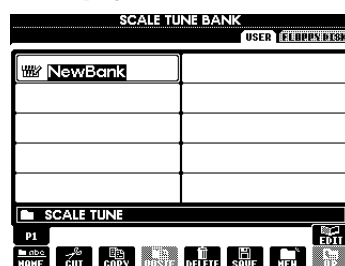 SCALE TUNE BANK
USER FLOPPY DISK
NewBank
SCALE TUNE
P1 EDIT
abc
NAME CUT COPY PASTE DELETE SAVE NEW UP